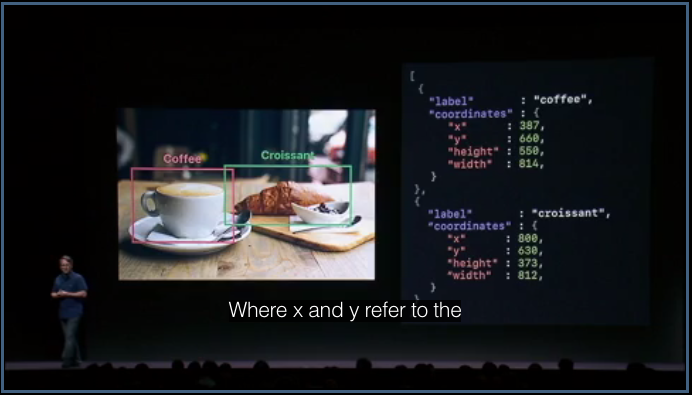 Coffee
Croissant
[
{
"label" : "coffee",
"coordinates" : {
"x" : 387,
"y" : 660,
"height" : 550,
"width" : 814,
}
},
{
"label" : "croissant",
"coordinates" : {
"x" : 800,
"y" : 630,
"height" : 373,
"width" : 812,
}
}
Where x and y refer to the